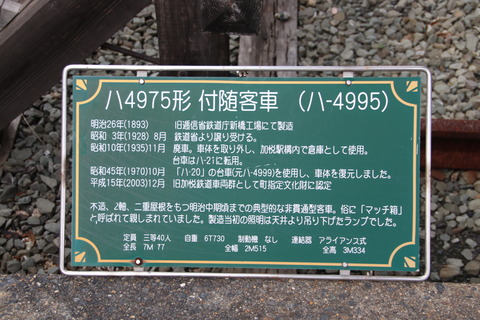 ハ4975形 付随客車 (ハ-4995)
明治26年(1893) 旧逓信省鉄道庁新橋工場にて製造
昭和 3年(1928) 8月 鉄道省より譲り受ける。
昭和10年(1935)11月 廃車。車体を取り外し、加悦駅構内で倉庫として使用。
台車はハ-21に転用。
昭和45年(1970)10月 「ハ-20」の台車(元ハ-4999)を使用し、車体を復元しました。
平成15年(2003)12月 旧加悦鉄道車両群として町指定文化財に認定
木造、2軸、二重屋根をもつ明治中期頃までの典型的な非貫通型客車。俗に「マッチ箱」
と呼ばれて親しまれていました。製造当初の照明は天井より吊り下げたランプでした。
定員 三等40人 自重 6T730 制動機 なし 連結器 アライアンス式
全長 7M 77 全幅 2M515 全高 3M334